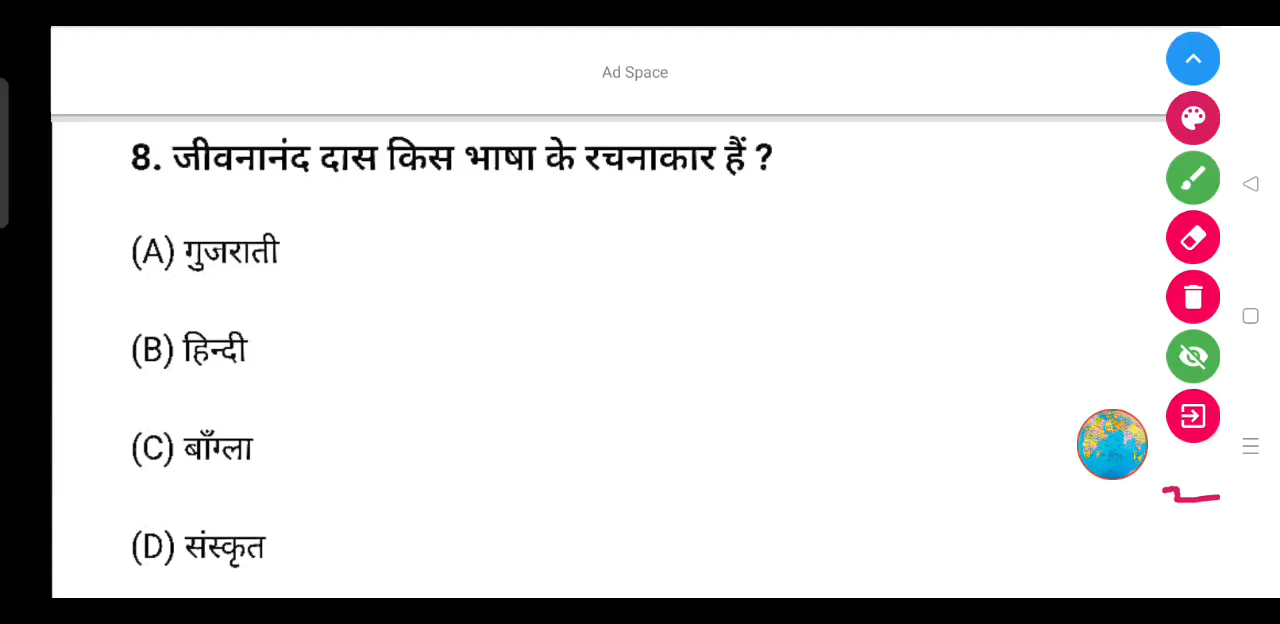 Ad Space
8. जीवनानंद दास किस भाषा के रचनाकार हैं ?
(A) गुजराती
(B) हिन्दी
(C) बाँग्ला
(D) संस्कृत